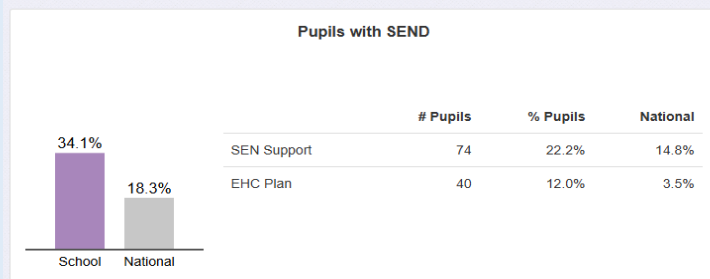 Pupils with SEND
# Pupils % Pupils National
34.1%
SEN Support 74 22.2% 14.8%
18.3%
EHC Plan 40 12.0% 3.5%
School National